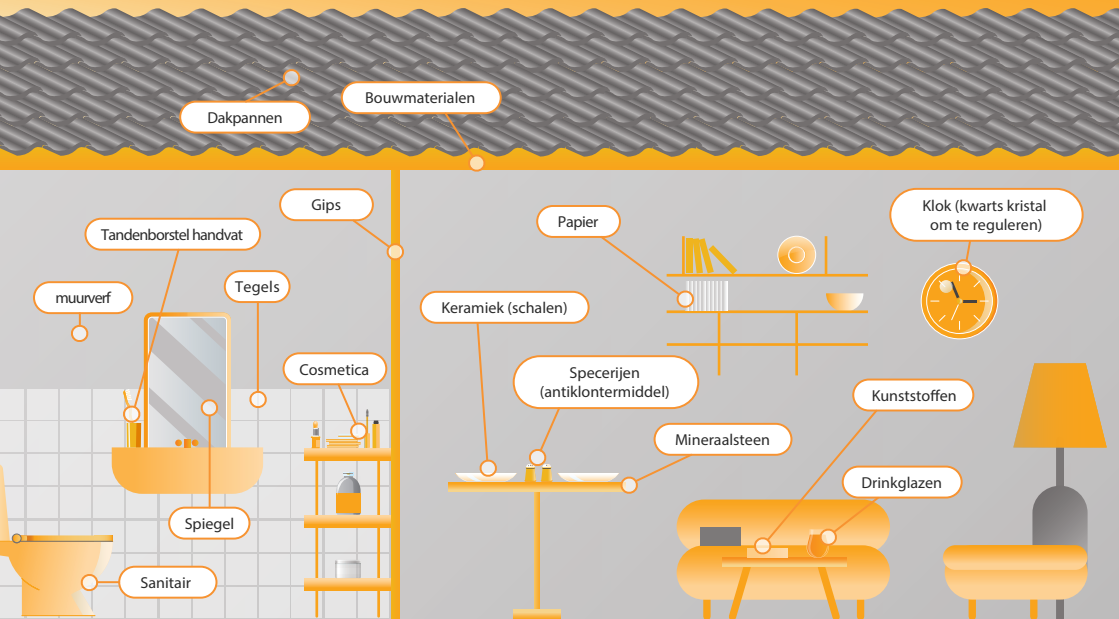 Bouwmaterialen
Dakpannen
Gips
Klok (kwarts kristal
om te reguleren)
Papier
Tandenborstel handvat
Tegels
muurverf
Keramiek (schalen)
Cosmetica
Specerijen
(antiklontermiddel)
Kunststoffen
Mineraalsteen
Drinkglazen
Spiegel
Sanitair